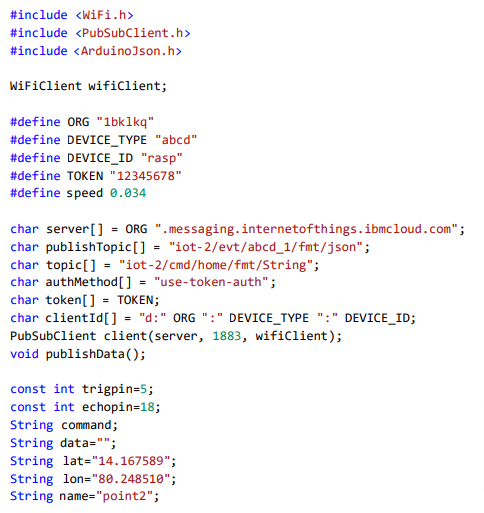 #include <WiFi.h>
#include <PubSubClient.h>
#include <ArduinoJson.h>
WiFiClient wifiClient;
#define ORG "1bklkq"
#define DEVICE_TYPE "abcd"
#define DEVICE_ID "rasp"
#define TOKEN "12345678"
#define speed 0.034
char server[] = ORG ".messaging.internetofthings.ibmcloud.com";
char publishTopic[] = "iot-2/evt/abcd_1/fmt/json";
char topic[] = "iot-2/cmd/home/fmt/String";
char authMethod[] = "use-token-auth";
char token[] = TOKEN;
char clientId[] = "d:" ORG ":" DEVICE_TYPE ":" DEVICE_ID;
PubSubClient client(server, 1883, wifiClient);
void publishData();
const int trigpin=5;
const int echopin=18;
String command;
String data="";
String lat="14.167589";
String lon="80.248510";
String name="point2";